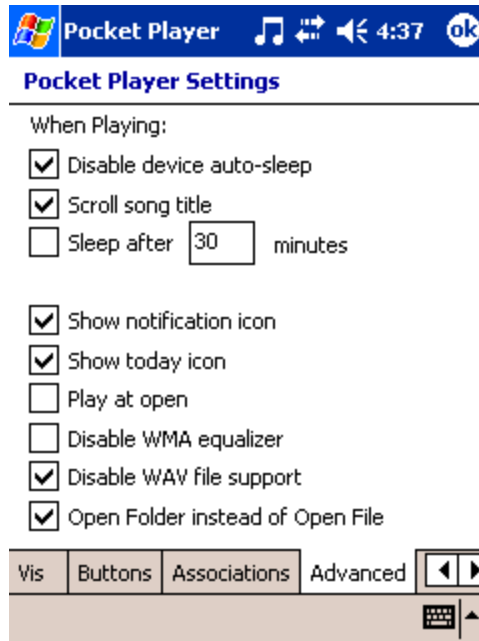 Pocket Player 4:37 ok
Pocket Player Settings
When Playing:
Disable device auto-sleep
Scroll song title
Sleep after 30 minutes
Show notification icon
Show today icon
Play at open
Disable WMA equalizer
Disable WAV file support
Open Folder instead of Open File
Vis Buttons Associations Advanced